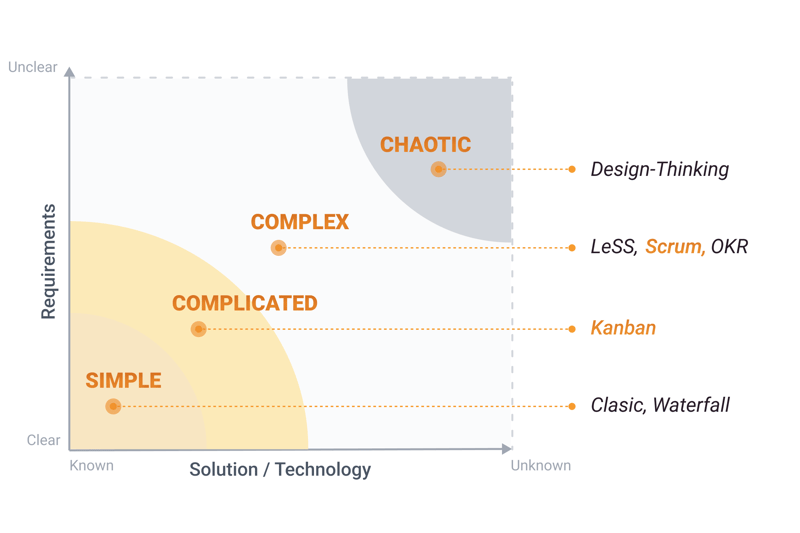 Unclear
CHAOTIC
Design-Thinking
COMPLEX
LeSS, Scrum, OKR
Requirements
COMPLICATED
Kanban
SIMPLE
Clasic, Waterfall
Clear
Known
Solution / Technology
Unknown